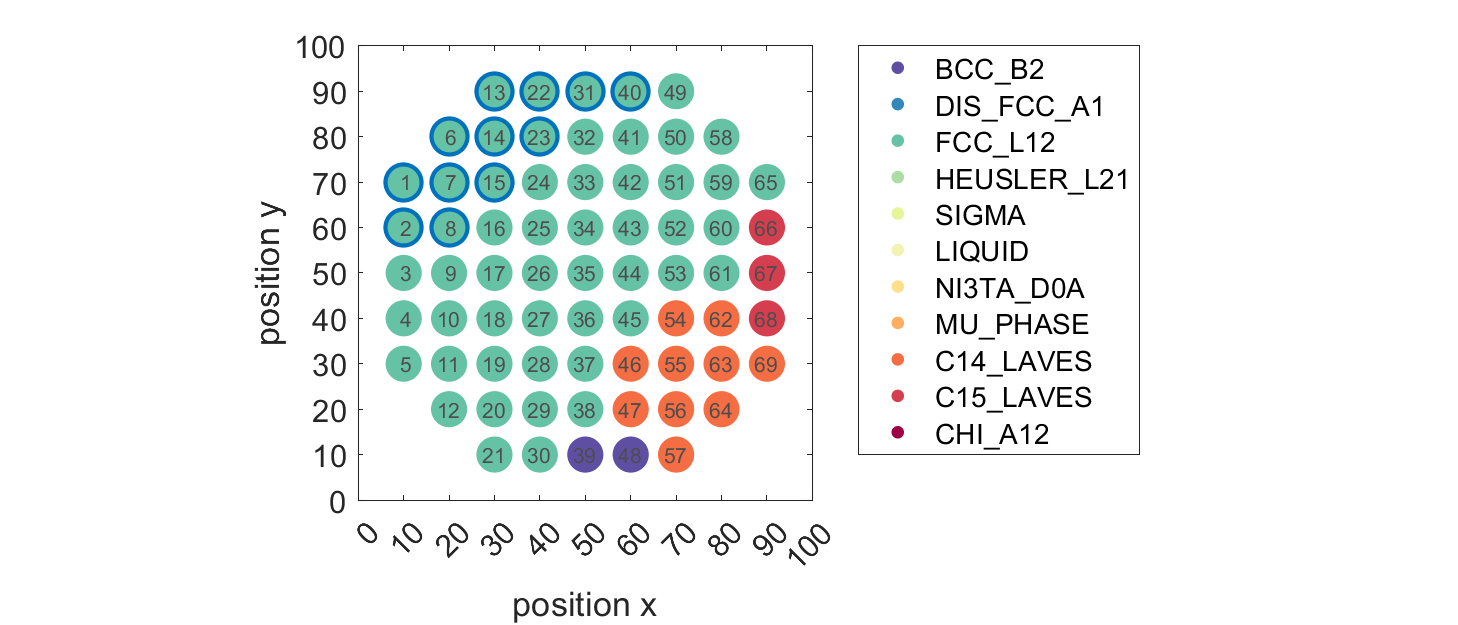 100
90
80
70
60
50
40
30
20
10
0
position y
13 22 31 40 49
6 14 23 32 41 50 58
1 7 15 24 33 42 51 59 65
2 8 16 25 34 43 52 60 66
3 9 17 26 35 44 53 61 67
4 10 18 27 36 45 54 62 68
5 11 19 28 37 46 55 63 69
12 20 29 38 47 56 64
21 30 39 48 57
0 10 20 30 40 50 60 70 80 90 100
position x
BCC_B2
DIS_FCC_A1
FCC_L12
HEUSLER_L21
SIGMA
LIQUID
NI3TA_D0A
MU_PHASE
C14_LAVES
C15_LAVES
CHI_A12